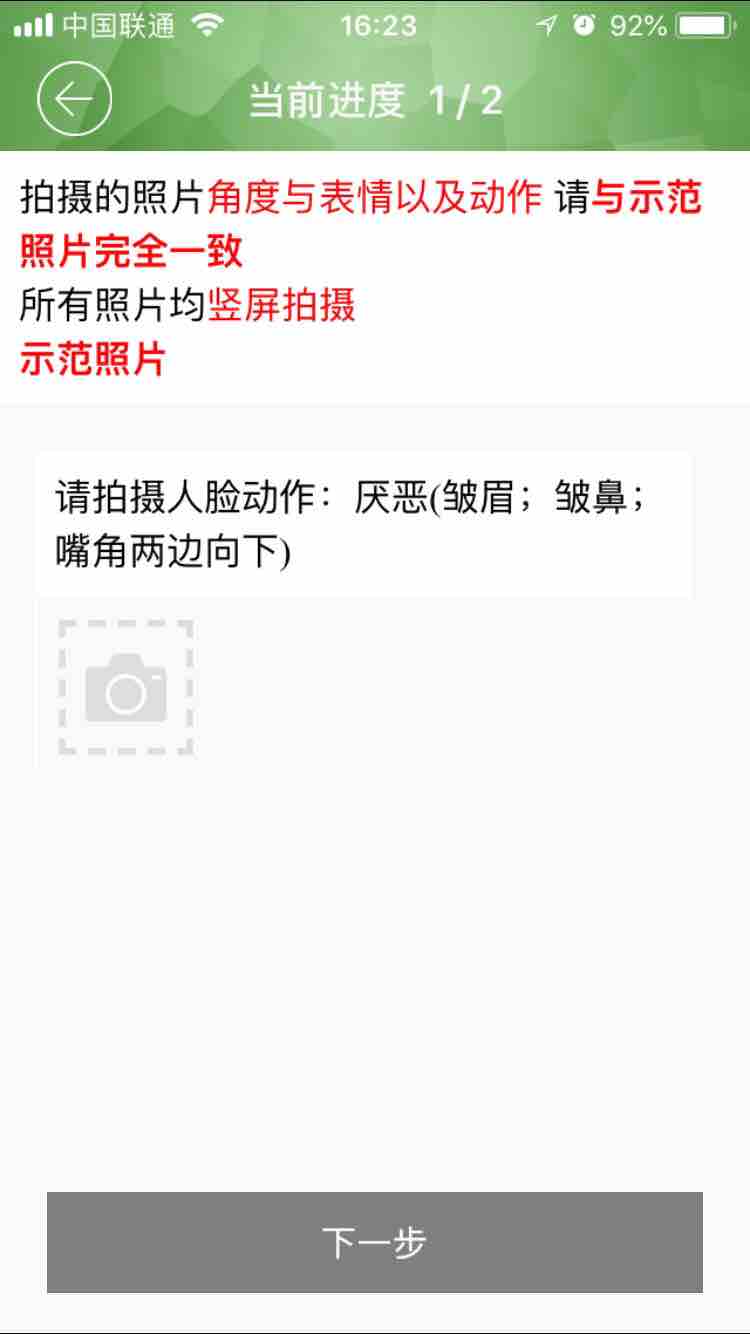 中国联通 16:23 92%
当前进度 1/2
拍摄的照片角度与表情以及动作 请与示范
照片完全一致
所有照片均竖屏拍摄
示范照片
请拍摄人脸动作：厌恶(皱眉；皱鼻；
嘴角两边向下)
下一步